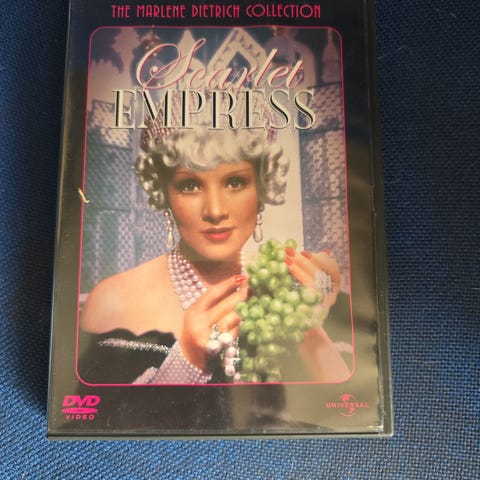 THE MARLENE DIETRICH COLLECTION
Scarlet
EMPRESS
DVD
VIDEO
UNIVERSAL